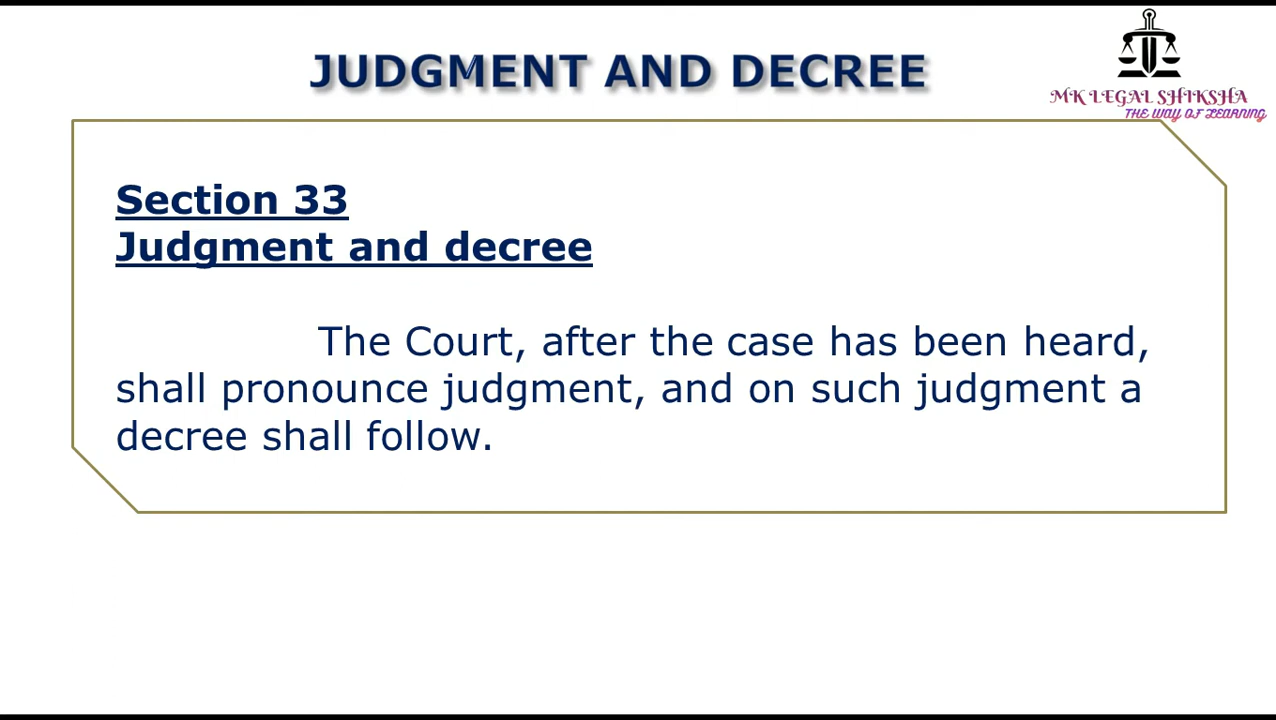 JUDGMENT AND DECREE
MK LEGAL SHIKSHA
THE WAY OF LEARNING
Section 33
Judgment and decree
The Court, after the case has been heard,
shall pronounce judgment, and on such judgment a
decree shall follow.